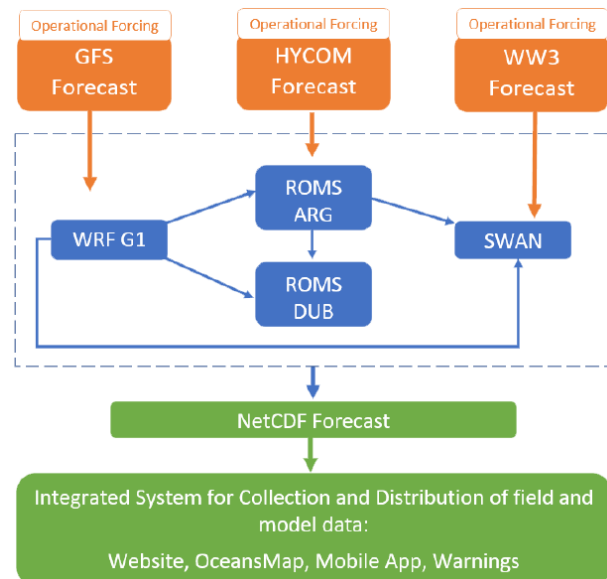 Operational Forcing
GFS
Forecast
Operational Forcing
HYCOM
Forecast
Operational Forcing
WW3
Forecast
WRF G1
ROMS
ARG
ROMS
DUB
SWAN
NetCDF Forecast
Integrated System for Collection and Distribution of field and
model data:
Website, OceansMap, Mobile App, Warnings